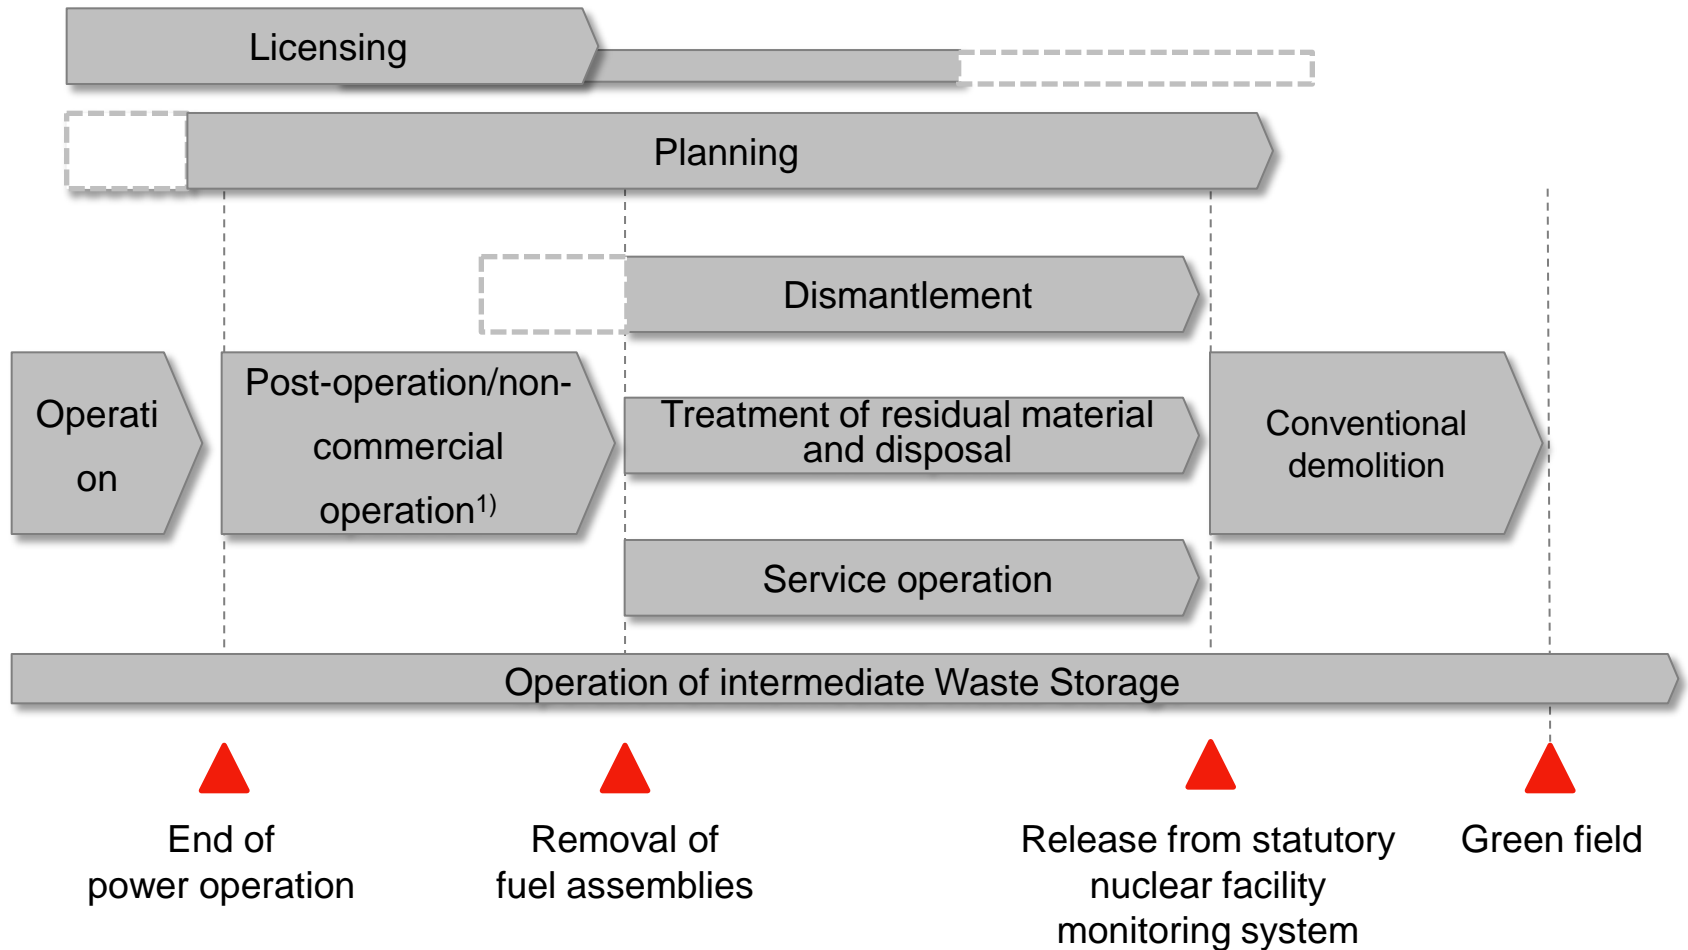 Licensing
Planning
Dismantlement
Operati
on
Post-operation/non-
commercial
operation1)
Treatment of residual material
and disposal
Conventional
demolition
Service operation
Operation of intermediate Waste Storage
End of
power operation
Removal of
fuel assemblies
Release from statutory
nuclear facility
monitoring system
Green field